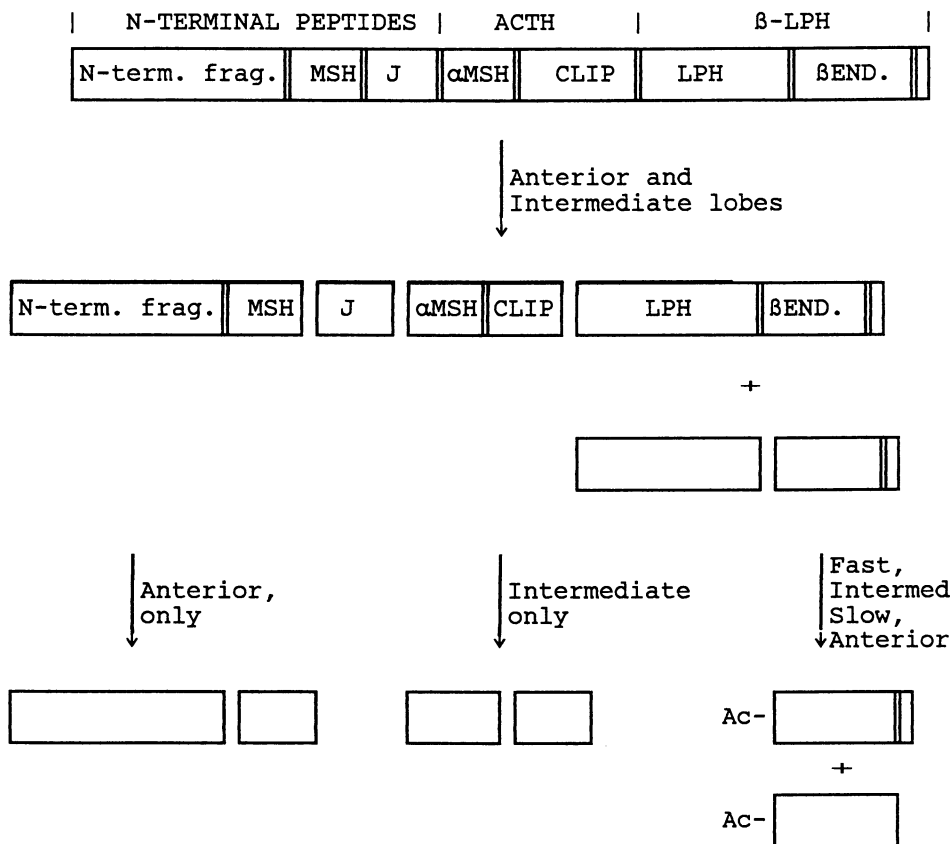 | N-TERMINAL PEPTIDES | ACTH | ß-LPH |
N-term. frag. MSH J αMSH CLIP LPH ßEND.
Anterior and
Intermediate lobes
N-term. frag. MSH J αMSH CLIP LPH ßEND.
+
Anterior,
only
Intermediate
only
Fast,
Intermed
Slow,
Anterior
Ac-
+
Ac-